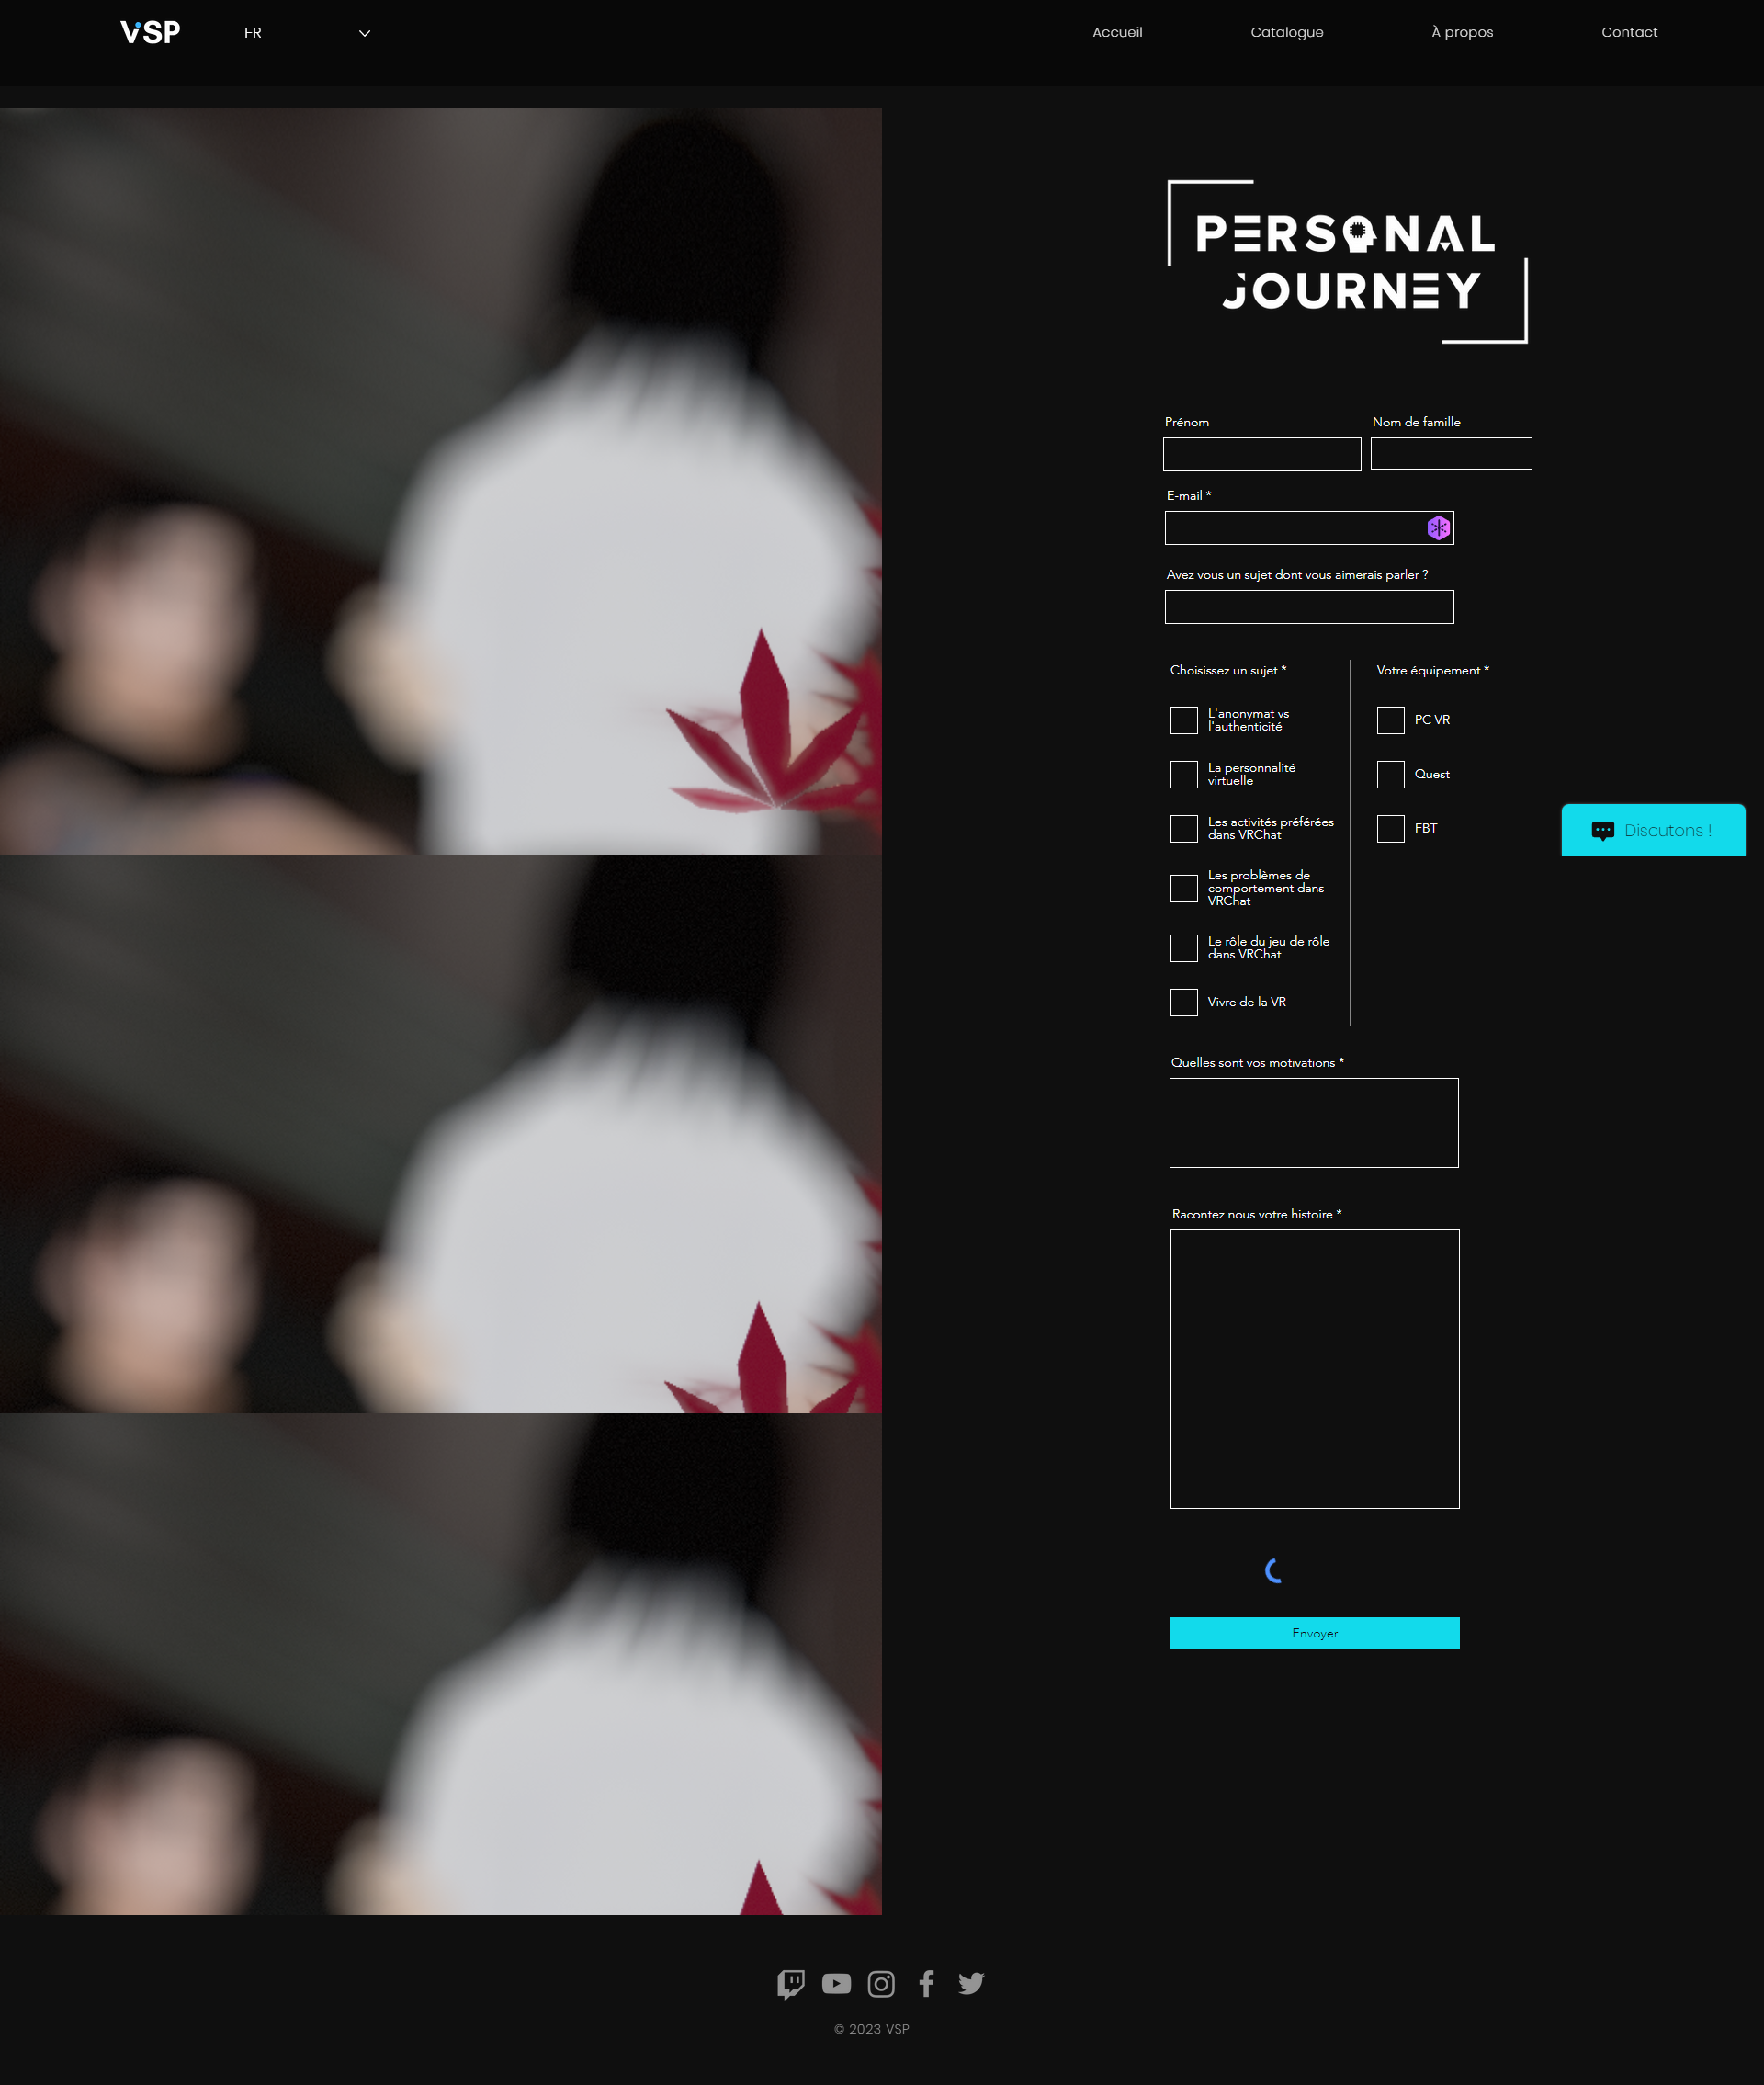 VSP
FR
Accueil
Catalogue
À propos
Contact
PERSONAL
JOURNEY
Prénom
Nom de famille
E-mail *
Avez vous un sujet dont vous aimerais parler ?
Choisissez un sujet *
L'anonymat vs
l'authenticité
La personnalité
virtuelle
Les activités préférées
dans VRChat
Les problèmes de
comportement dans
VRChat
Le rôle du jeu de rôle
dans VRChat
Vivre de la VR
Votre équipement *
PC VR
Quest
FBT
Discutons !
Quelles sont vos motivations *
Racontez nous votre histoire *
Envoyer
© 2023 VSP